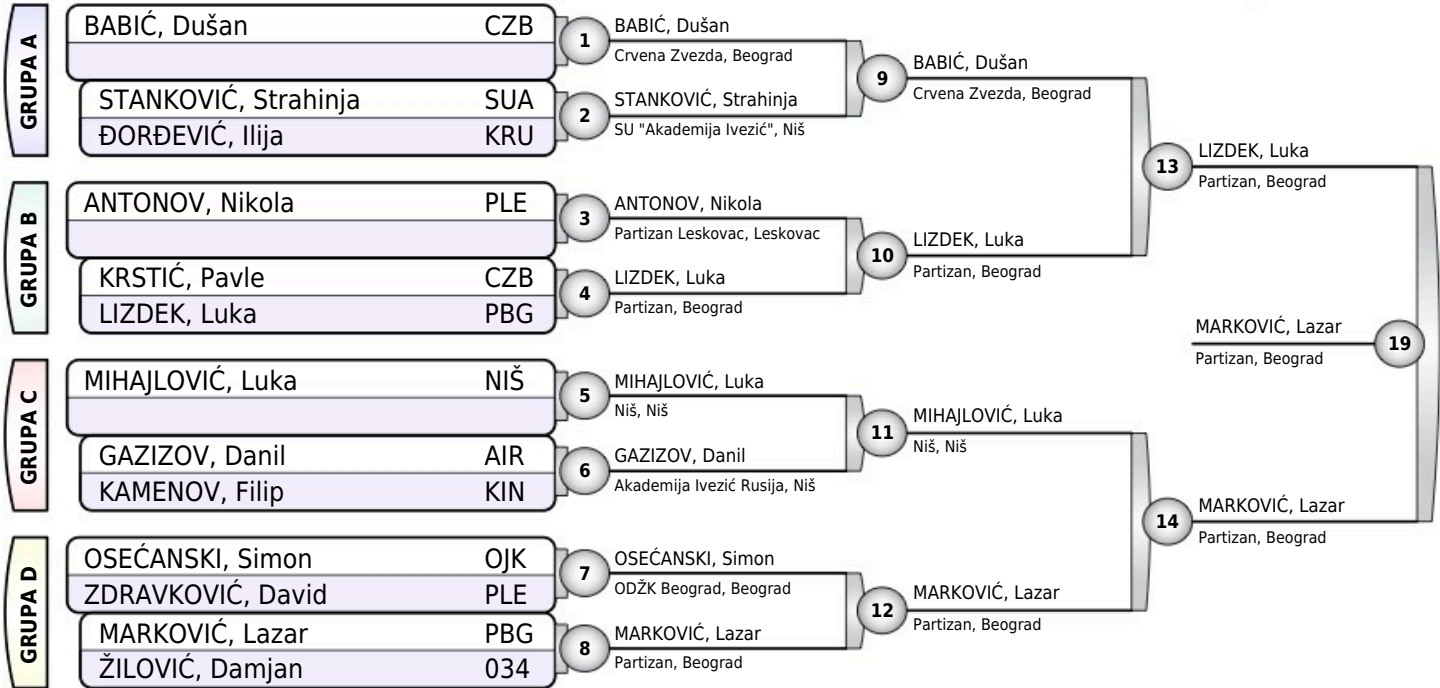 GRUPA A
BABIĆ, Dušan CZB
STANKOVIĆ, Strahinja SUA
ĐORĐEVIĆ, Ilija KRU
GRUPA B
ANTONOV, Nikola PLE
KRSTIĆ, Pavle CZB
LIZDEK, Luka PBG
GRUPA C
MIHAJLOVIĆ, Luka NIŠ
GAZIZOV, Danil AIR
KAMENOV, Filip KIN
GRUPA D
OSEĆANSKI, Simon OJK
ZDRAVKOVIĆ, David PLE
MARKOVIĆ, Lazar PBG
ŽILOVIĆ, Damjan 034
1
BABIĆ, Dušan
Crvena Zvezda, Beograd
2
STANKOVIĆ, Strahinja
SU "Akademija Ivezić", Niš
3
ANTONOV, Nikola
Partizan Leskovac, Leskovac
4
LIZDEK, Luka
Partizan, Beograd
5
MIHAJLOVIĆ, Luka
Niš, Niš
6
GAZIZOV, Danil
Akademija Ivezić Rusija, Niš
7
OSEĆANSKI, Simon
ODŽK Beograd, Beograd
8
MARKOVIĆ, Lazar
Partizan, Beograd
9
BABIĆ, Dušan
Crvena Zvezda, Beograd
10
LIZDEK, Luka
Partizan, Beograd
11
MIHAJLOVIĆ, Luka
Niš, Niš
12
MARKOVIĆ, Lazar
Partizan, Beograd
13
LIZDEK, Luka
Partizan, Beograd
14
MARKOVIĆ, Lazar
Partizan, Beograd
MARKOVIĆ, Lazar
Partizan, Beograd
19